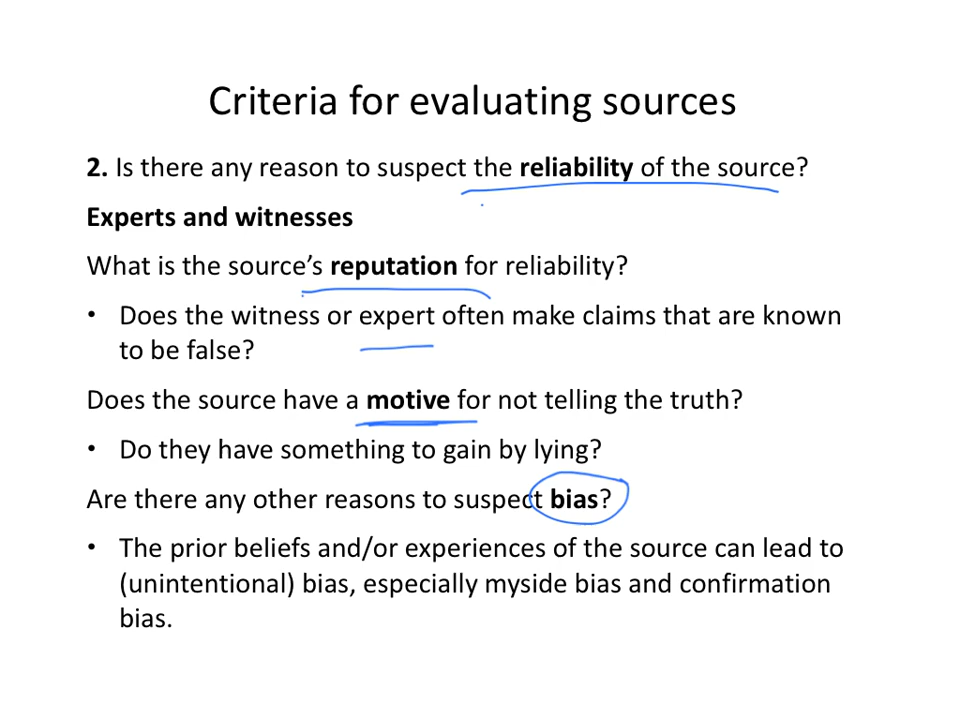 Criteria for evaluating sources
2. Is there any reason to suspect the reliability of the source?
Experts and witnesses
What is the source’s reputation for reliability?
• Does the witness or expert often make claims that are known
to be false?
Does the source have a motive for not telling the truth?
• Do they have something to gain by lying?
Are there any other reasons to suspect bias?
• The prior beliefs and/or experiences of the source can lead to
(unintentional) bias, especially myside bias and confirmation
bias.